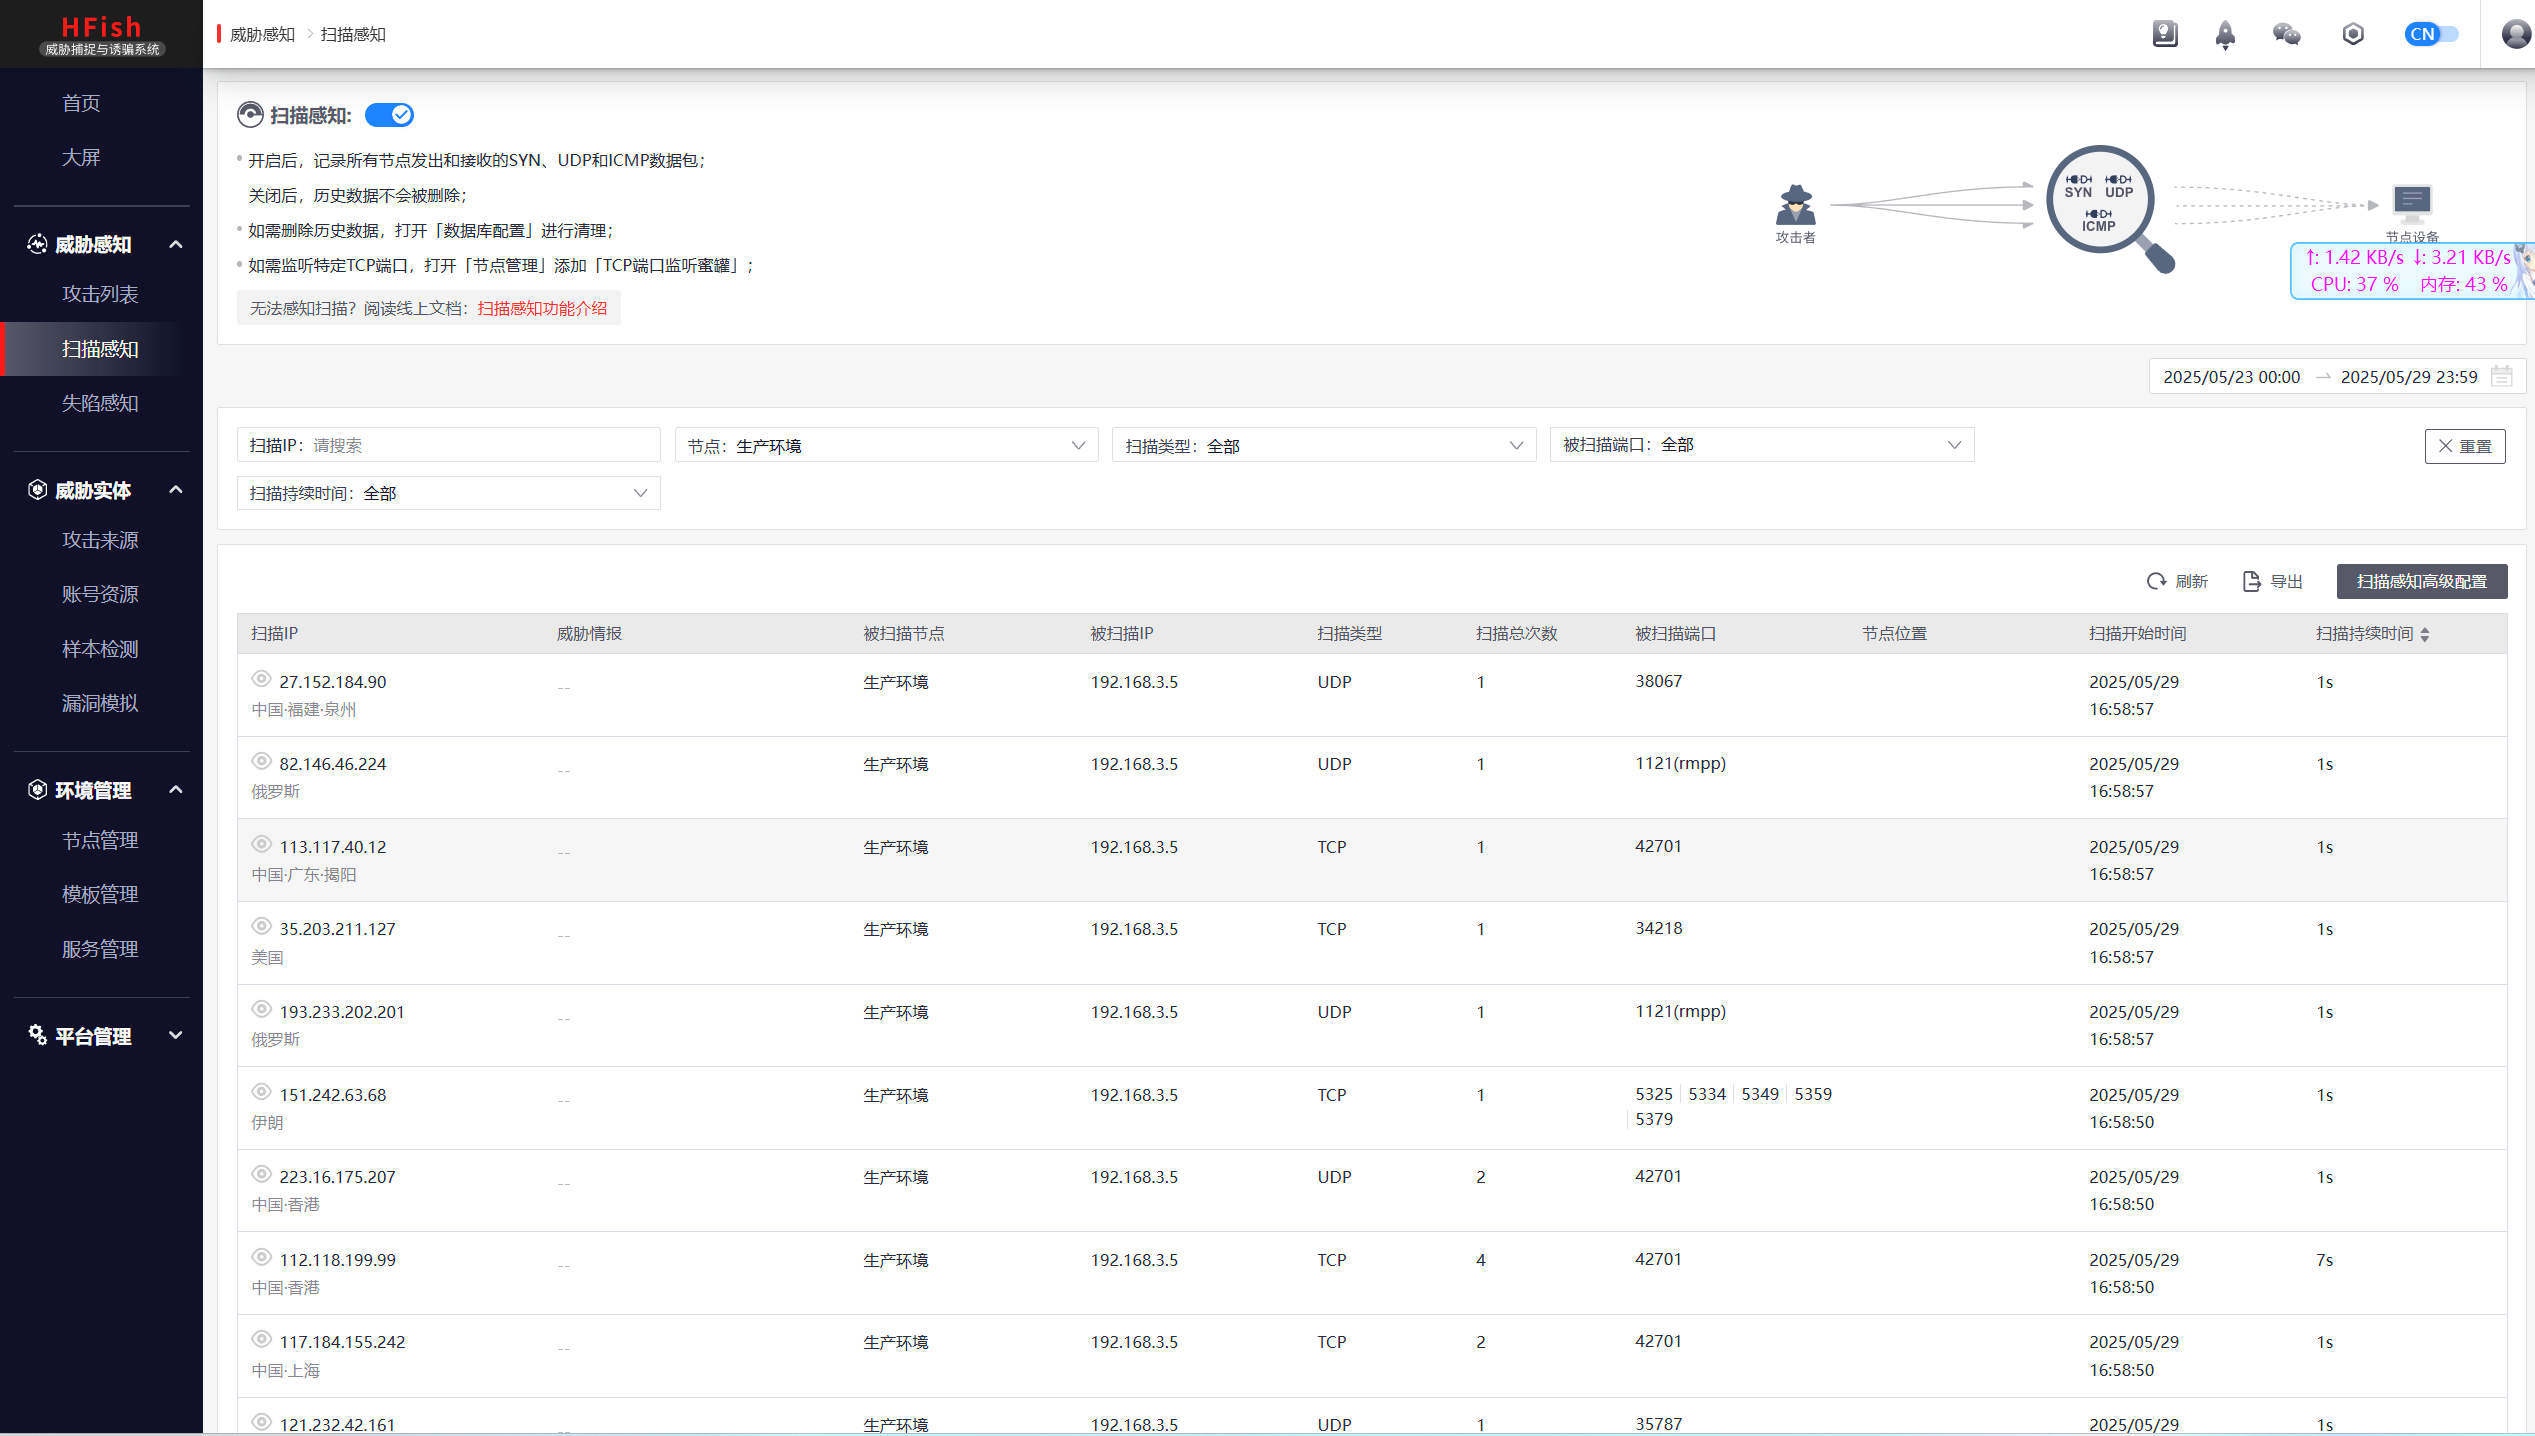 HFish
威胁捕捉与诱骗系统
威胁感知 > 扫描感知
CN
首页
大屏
威胁感知
攻击列表
扫描感知
失陷感知
威胁实体
攻击来源
账号资源
样本检测
漏洞模拟
环境管理
节点管理
模板管理
服务管理
平台管理
扫描感知:
开启后，记录所有节点发出和接收的SYN、UDP和ICMP数据包；
关闭后，历史数据不会被删除；
如需删除历史数据，打开「数据库配置」进行清理；
如需监听特定TCP端口，打开「节点管理」添加「TCP端口监听蜜罐」；
无法感知扫描？阅读线上文档：扫描感知功能介绍
攻击者
SYN UDP
ICMP
节点设备
↑: 1.42 KB/s ↓: 3.21 KB/s
CPU: 37 % 内存: 43 %
2025/05/23 00:00 → 2025/05/29 23:59
扫描IP： 请搜索
节点： 生产环境
扫描类型： 全部
被扫描端口： 全部
重置
扫描持续时间： 全部
刷新 导出 扫描感知高级配置
扫描IP 威胁情报 被扫描节点 被扫描IP 扫描类型 扫描总次数 被扫描端口 节点位置 扫描开始时间 扫描持续时间
27.152.184.90 -- 生产环境 192.168.3.5 UDP 1 38067 2025/05/29 1s
中国·福建·泉州 16:58:57
82.146.46.224 -- 生产环境 192.168.3.5 UDP 1 1121(rmpp) 2025/05/29 1s
俄罗斯 16:58:57
113.117.40.12 -- 生产环境 192.168.3.5 TCP 1 42701 2025/05/29 1s
中国·广东·揭阳 16:58:57
35.203.211.127 -- 生产环境 192.168.3.5 TCP 1 34218 2025/05/29 1s
美国 16:58:57
193.233.202.201 -- 生产环境 192.168.3.5 UDP 1 1121(rmpp) 2025/05/29 1s
俄罗斯 16:58:57
151.242.63.68 -- 生产环境 192.168.3.5 TCP 1 5325 5334 5349 5359 2025/05/29 1s
伊朗 5379 16:58:50
223.16.175.207 -- 生产环境 192.168.3.5 UDP 2 42701 2025/05/29 1s
中国·香港 16:58:50
112.118.199.99 -- 生产环境 192.168.3.5 TCP 4 42701 2025/05/29 7s
中国·香港 16:58:50
117.184.155.242 -- 生产环境 192.168.3.5 TCP 2 42701 2025/05/29 1s
中国·上海 16:58:50
121.232.42.161 -- 生产环境 192.168.3.5 UDP 1 35787 2025/05/29 1s